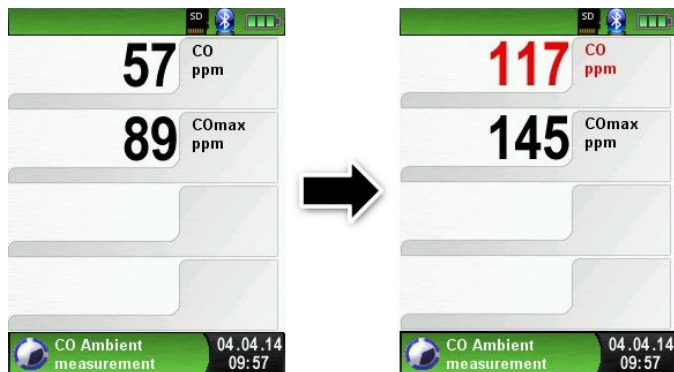 SD
57 CO
ppm
89 COmax
ppm
CO Ambient 04.04.14
measurement 09:57
SD
117 CO
ppm
145 COmax
ppm
CO Ambient 04.04.14
measurement 09:57